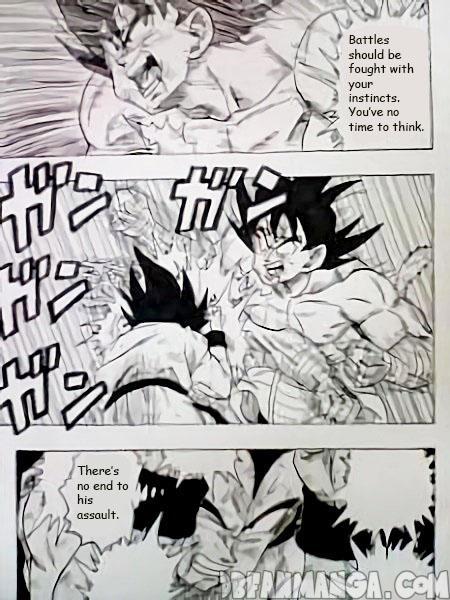 Battles
should be
fought with
your
instincts.
You've no
time to think.
ガン
ガン
ガン
ガン
There's
no end to
his
assault.
DBFANMANGA.COM